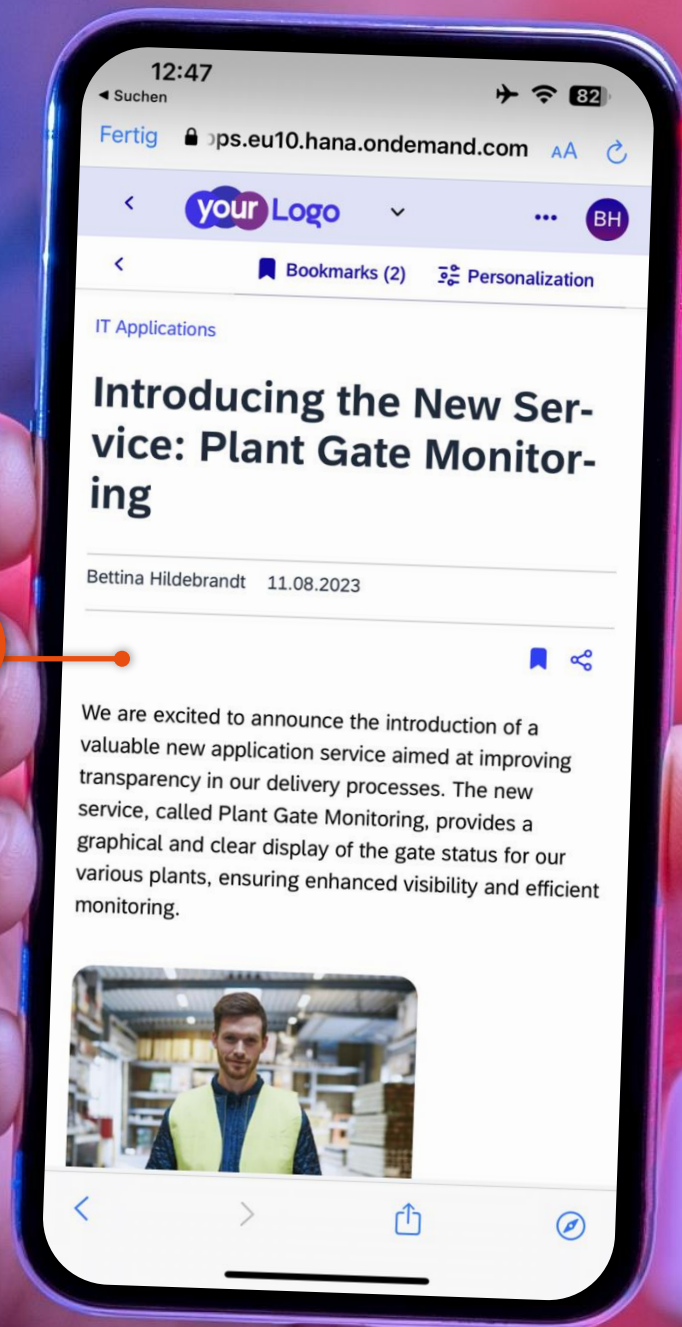 12:47
◀ Suchen
82
Fertig
ops.eu10.hana.ondemand.com
AA
your Logo
BH
Bookmarks (2)
Personalization
IT Applications
Introducing the New Ser-
vice: Plant Gate Monitor-
ing
Bettina Hildebrandt 11.08.2023
We are excited to announce the introduction of a
valuable new application service aimed at improving
transparency in our delivery processes. The new
service, called Plant Gate Monitoring, provides a
graphical and clear display of the gate status for our
various plants, ensuring enhanced visibility and efficient
monitoring.